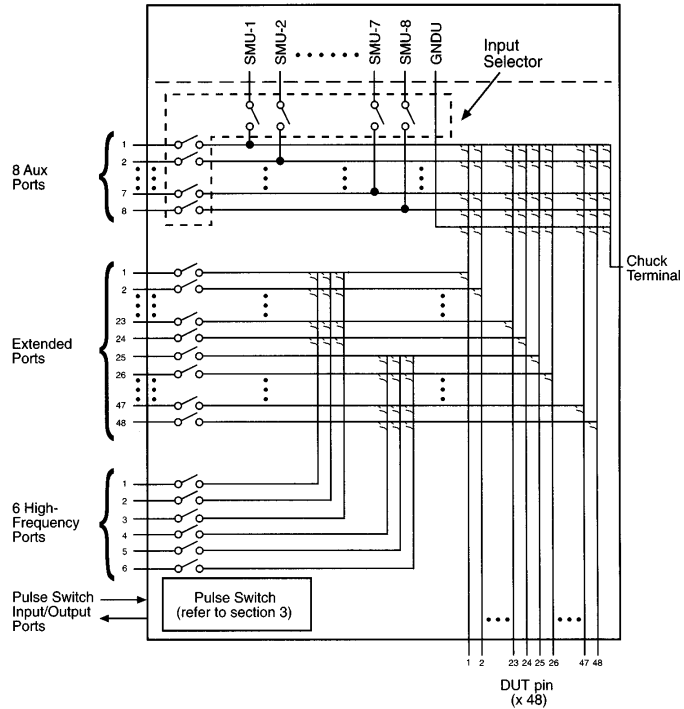 SMU-1
SMU-2
SMU-7
SMU-8
GNDU
Input
Selector
8 Aux
Ports
1
2
7
8
Chuck
Terminal
Extended
Ports
1
2
23
24
25
26
47
48
6 High-
Frequency
Ports
1
2
3
4
5
6
Pulse Switch
Input/Output
Ports
Pulse Switch
(refer to section 3)
1 2 23 24 25 26 47 48
DUT pin
(x 48)